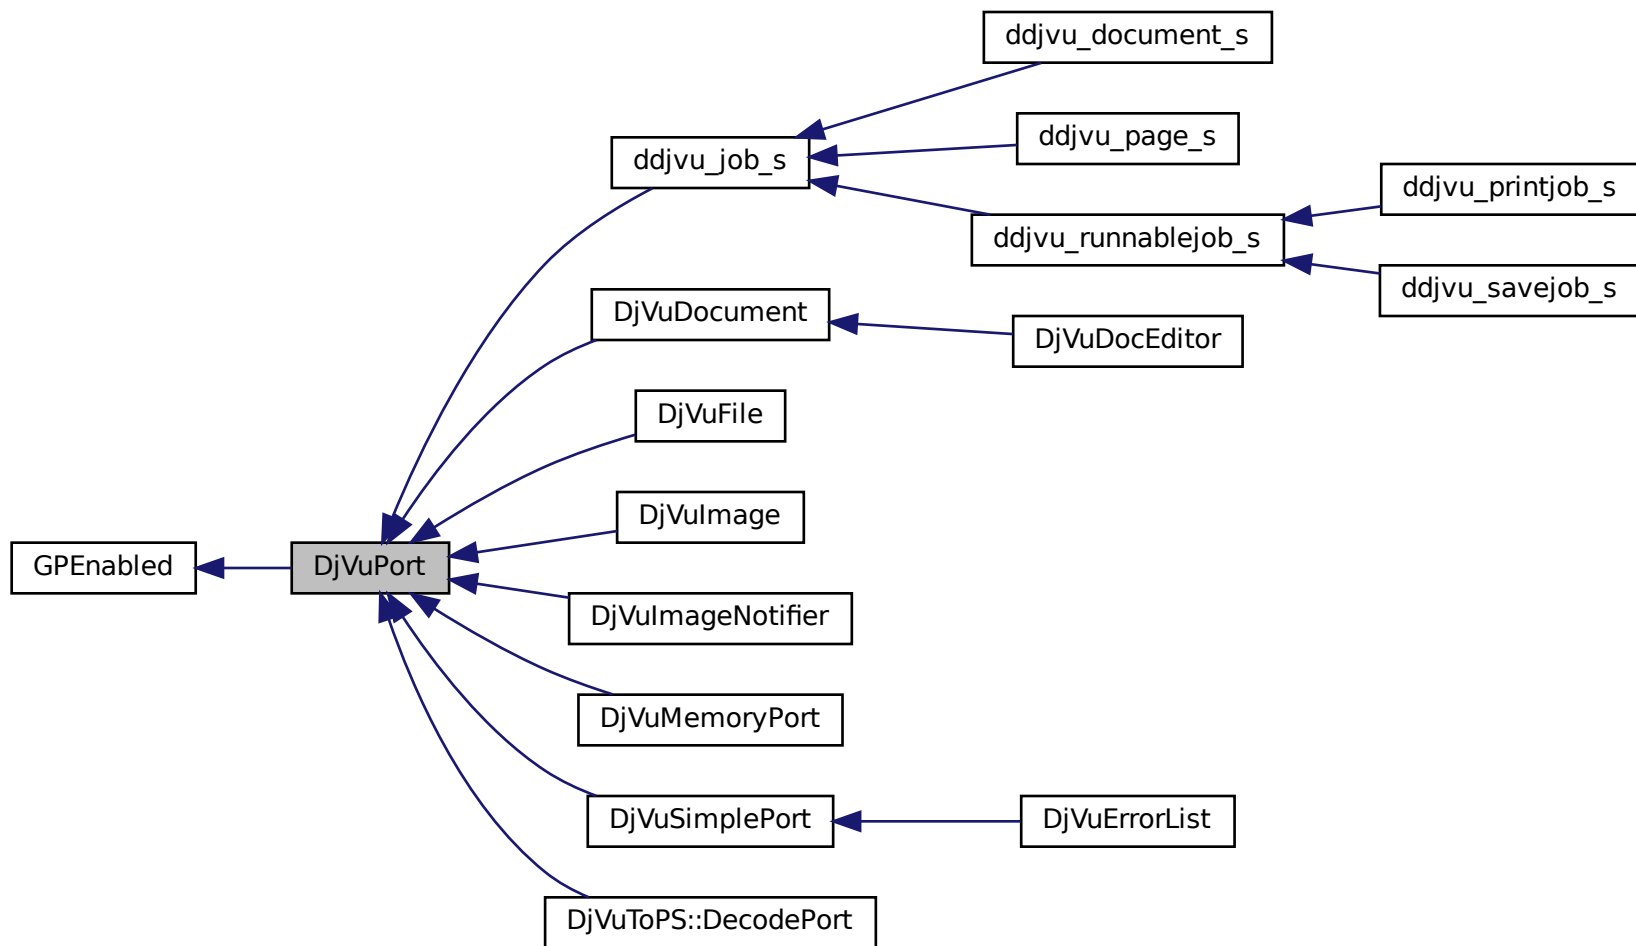 ddjvu_document_s
ddjvu_page_s
ddjvu_job_s
ddjvu_printjob_s
ddjvu_runnablejob_s
ddjvu_savejob_s
DjVuDocument
DjVuDocEditor
DjVuFile
DjVuImage
GPEnabled
DjVuPort
DjVuImageNotifier
DjVuMemoryPort
DjVuSimplePort
DjVuErrorList
DjVuToPS::DecodePort